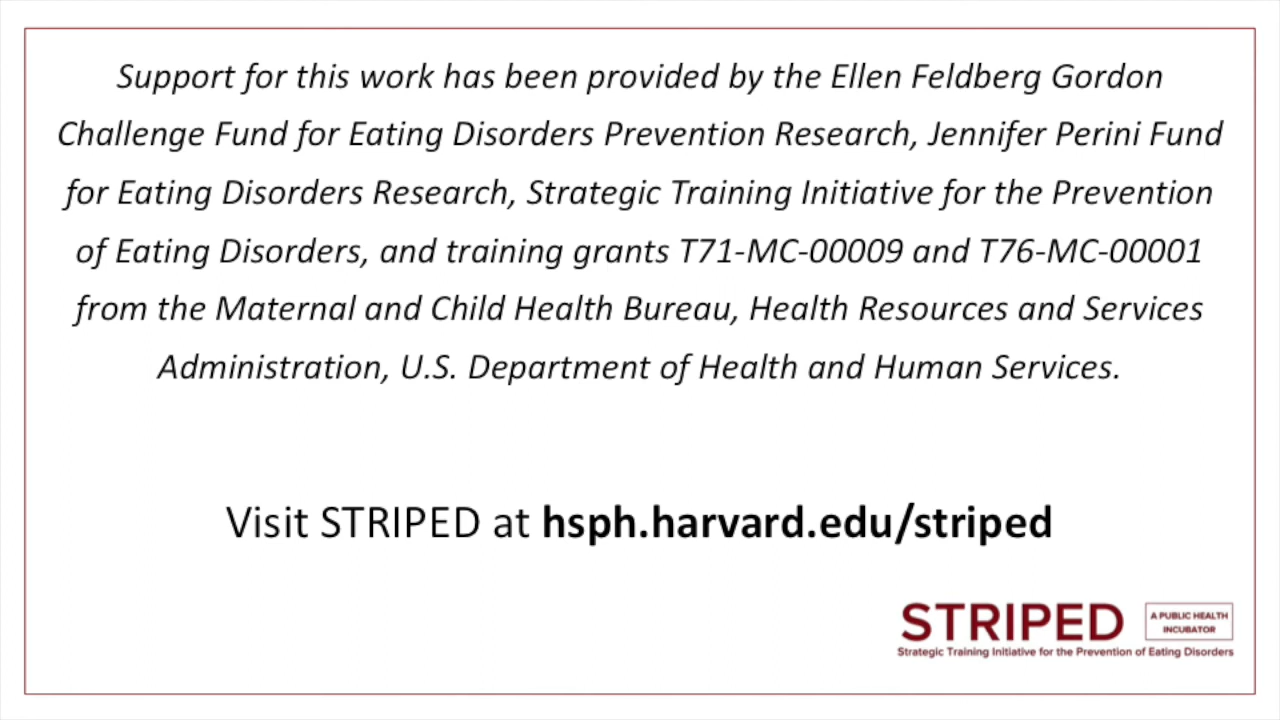 Support for this work has been provided by the Ellen Feldberg Gordon
Challenge Fund for Eating Disorders Prevention Research, Jennifer Perini Fund
for Eating Disorders Research, Strategic Training Initiative for the Prevention
of Eating Disorders, and training grants T71-MC-00009 and T76-MC-00001
from the Maternal and Child Health Bureau, Health Resources and Services
Administration, U.S. Department of Health and Human Services.
Visit STRIPED at hsph.harvard.edu/striped
STRIPED
A PUBLIC HEALTH
INCUBATOR
Strategic Training Initiative for the Prevention of Eating Disorders